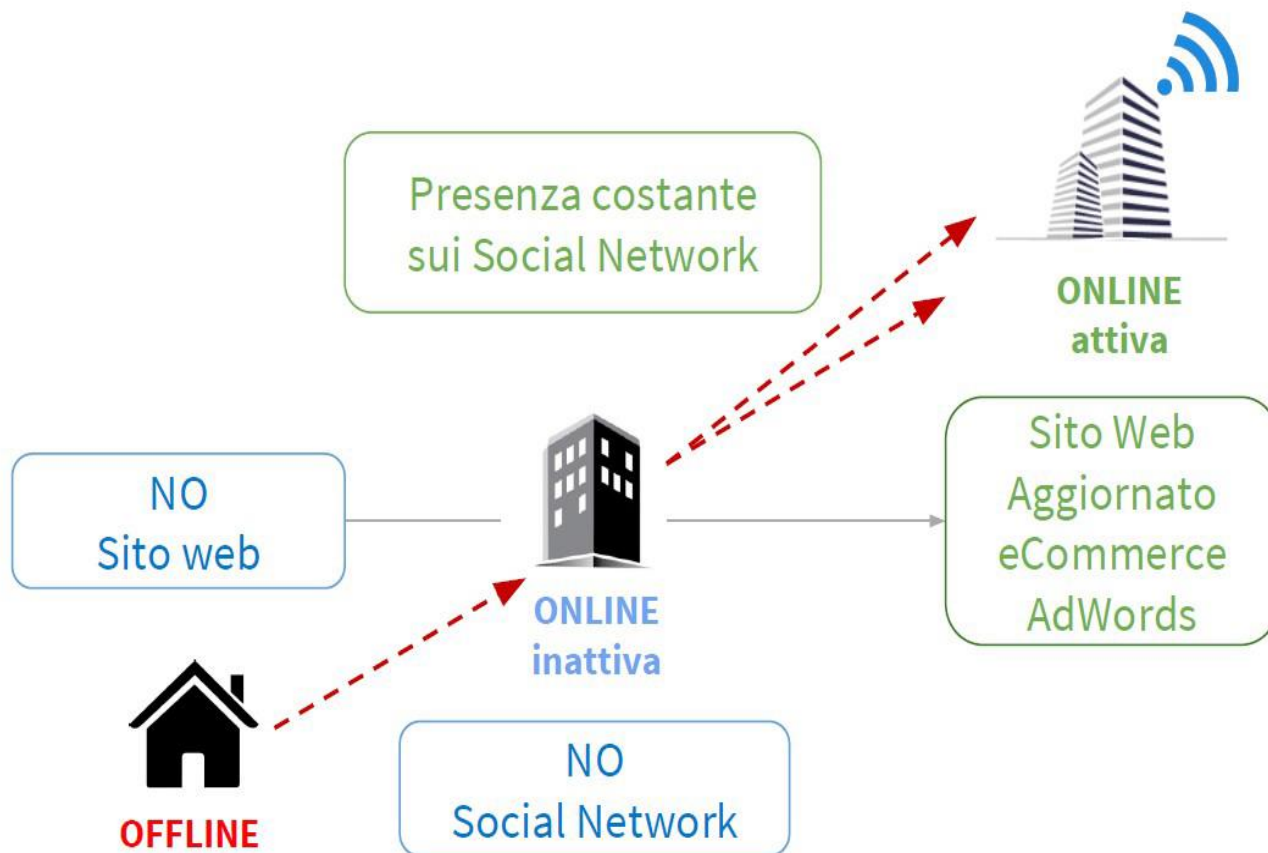 Presenza costante
sui Social Network
ONLINE
attiva
Sito Web
Aggiornato
eCommerce
AdWords
NO
Sito web
ONLINE
inattiva
NO
Social Network
OFFLINE